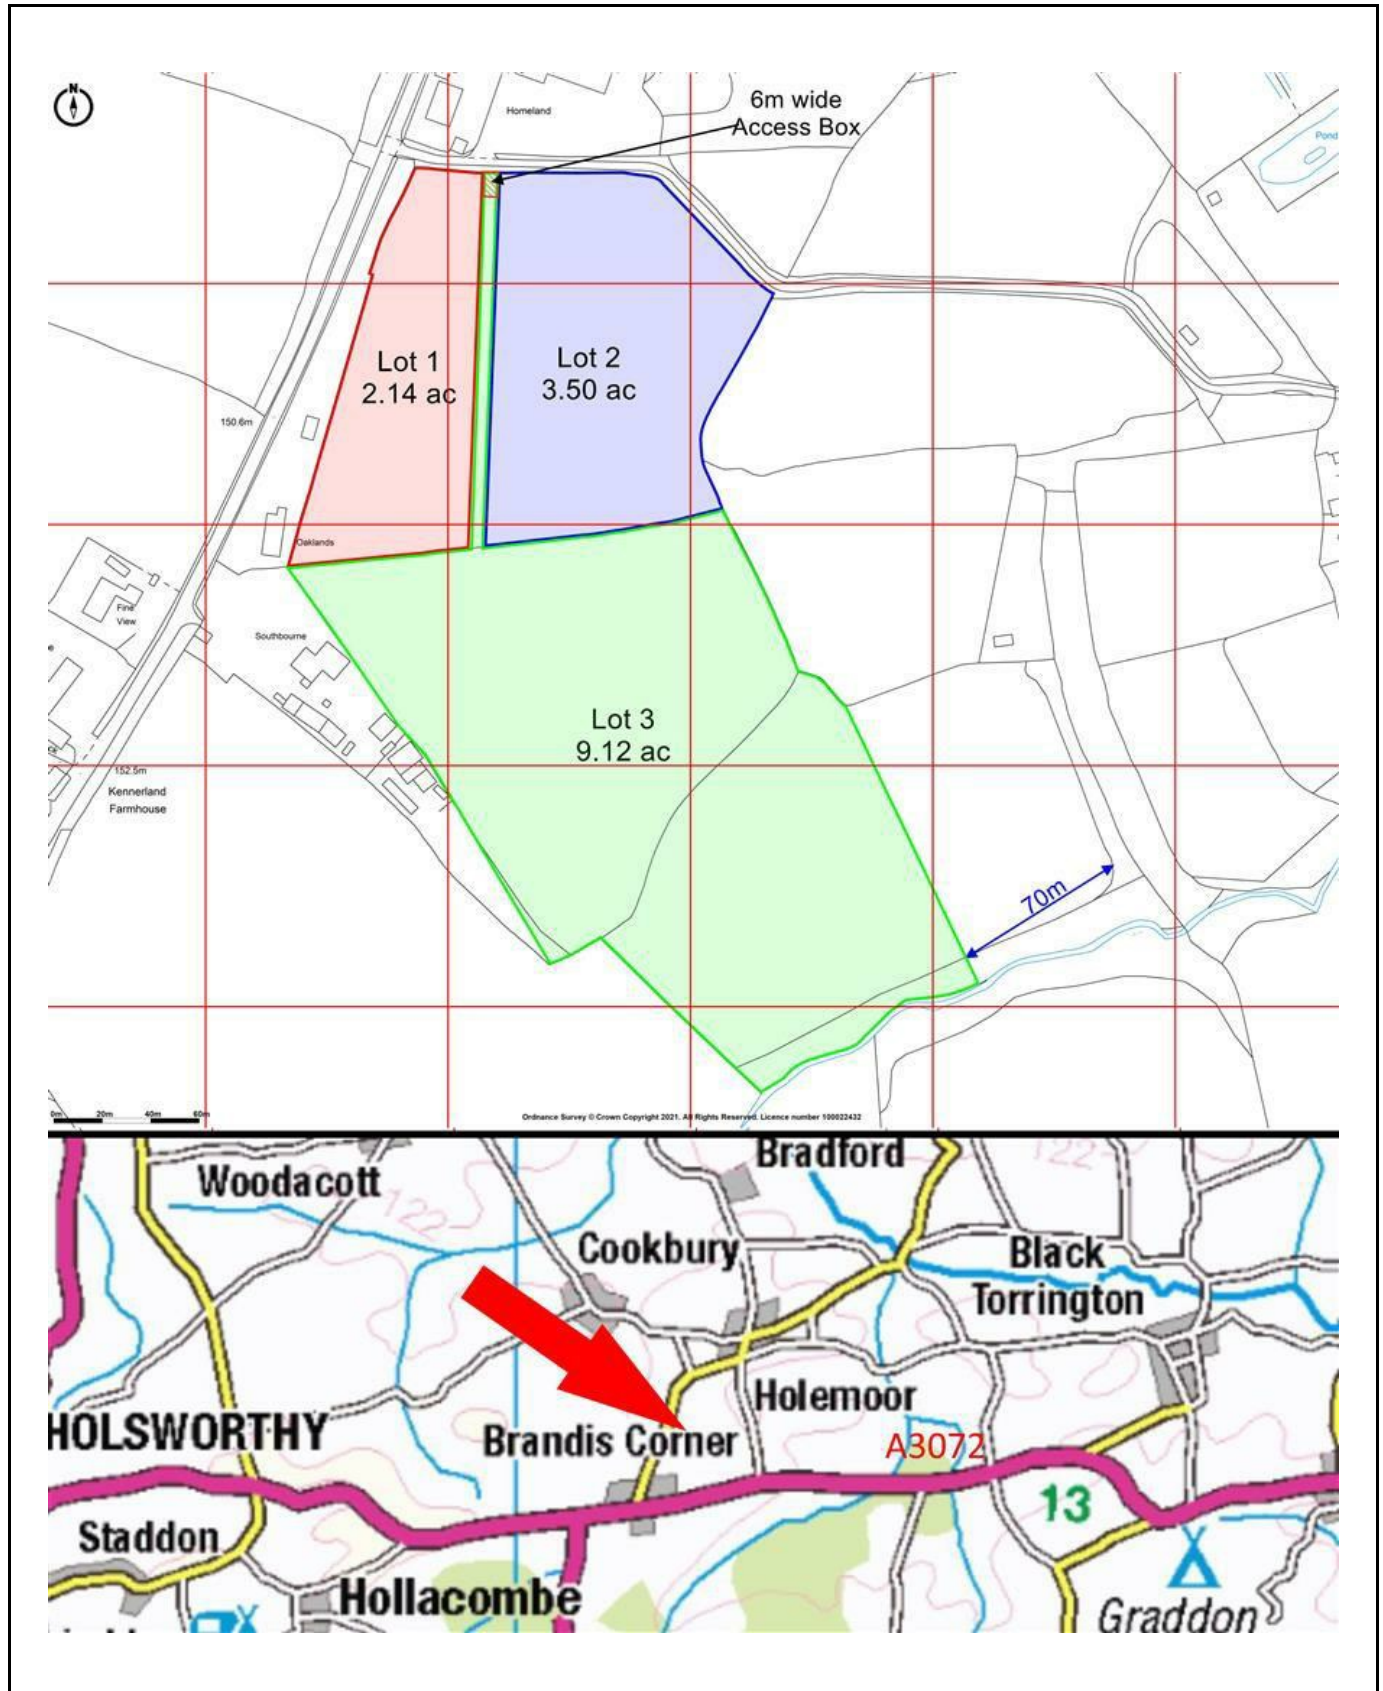 N
Homeland
6m wide
Access Box
Pond
Lot 1
2.14 ac
Lot 2
3.50 ac
150.6m
Oaklands
Fine
View
Southbourne
Lot 3
9.12 ac
152.5m
Kennerland
Farmhouse
70m
0m 20m 40m 60m
Ordnance Survey © Crown Copyright 2021. All Rights Reserved. Licence number 100022432
Bradford
Woodacott
122
122
Cookbury
Black
Torrington
Holemoor
HOLSWORTHY
Brandis Corner
A3072
13
Staddon
Hollacombe
Graddon